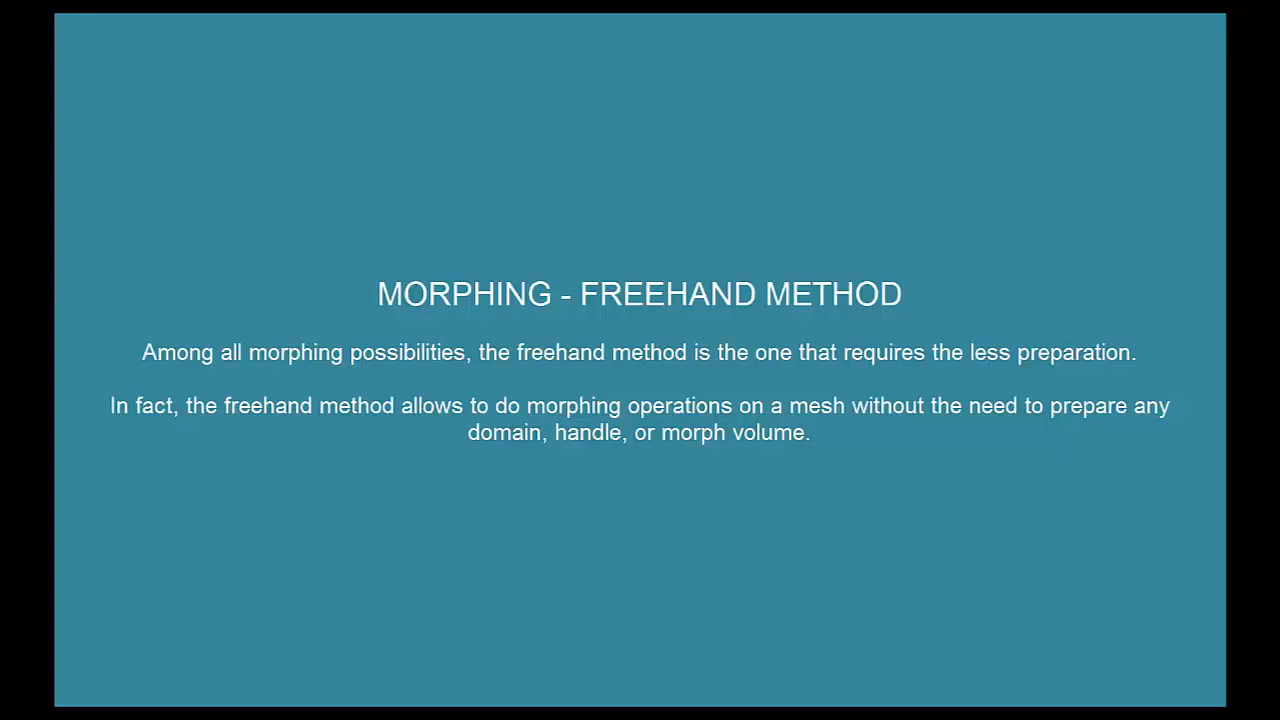 MORPHING - FREEHAND METHOD
Among all morphing possibilities, the freehand method is the one that requires the less preparation.
In fact, the freehand method allows to do morphing operations on a mesh without the need to prepare any
domain, handle, or morph volume.